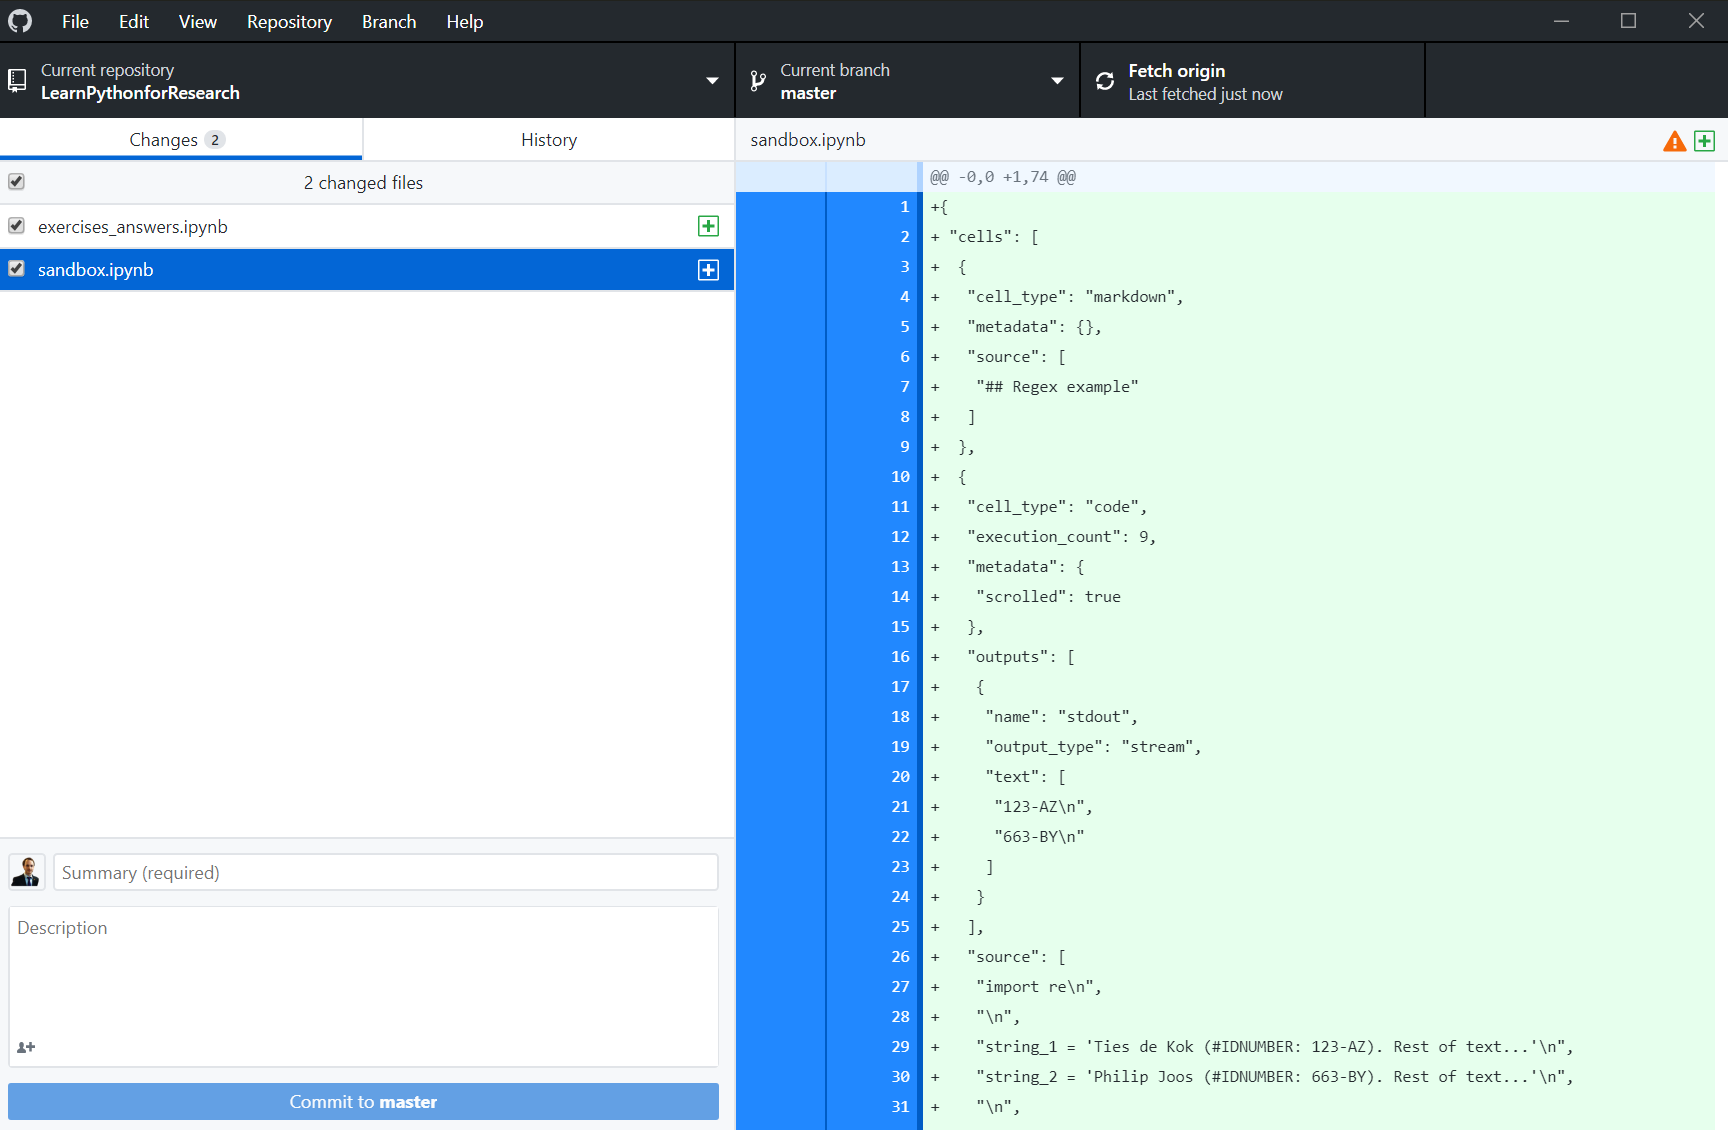 File Edit View Repository Branch Help
Current repository
LearnPythonforResearch
Current branch
master
Fetch origin
Last fetched just now
Changes 2
History
2 changed files
exercises_answers.ipynb
sandbox.ipynb
Summary (required)
Description
Commit to master
sandbox.ipynb
@@ -0,0 +1,74 @@
1 +{
2 + "cells": [
3 +  {
4 +   "cell_type": "markdown",
5 +   "metadata": {},
6 +   "source": [
7 +    "## Regex example"
8 +   ]
9 +  },
10 +  {
11 +   "cell_type": "code",
12 +   "execution_count": 9,
13 +   "metadata": {
14 +    "scrolled": true
15 +   },
16 +   "outputs": [
17 +    {
18 +     "name": "stdout",
19 +     "output_type": "stream",
20 +     "text": [
21 +      "123-AZ\n",
22 +      "663-BY\n"
23 +     ]
24 +    }
25 +   ],
26 +   "source": [
27 +    "import re\n",
28 +    "\n",
29 +    "string_1 = 'Ties de Kok (#IDNUMBER: 123-AZ). Rest of text...'\n",
30 +    "string_2 = 'Philip Joos (#IDNUMBER: 663-BY). Rest of text...'\n",
31 +    "\n",